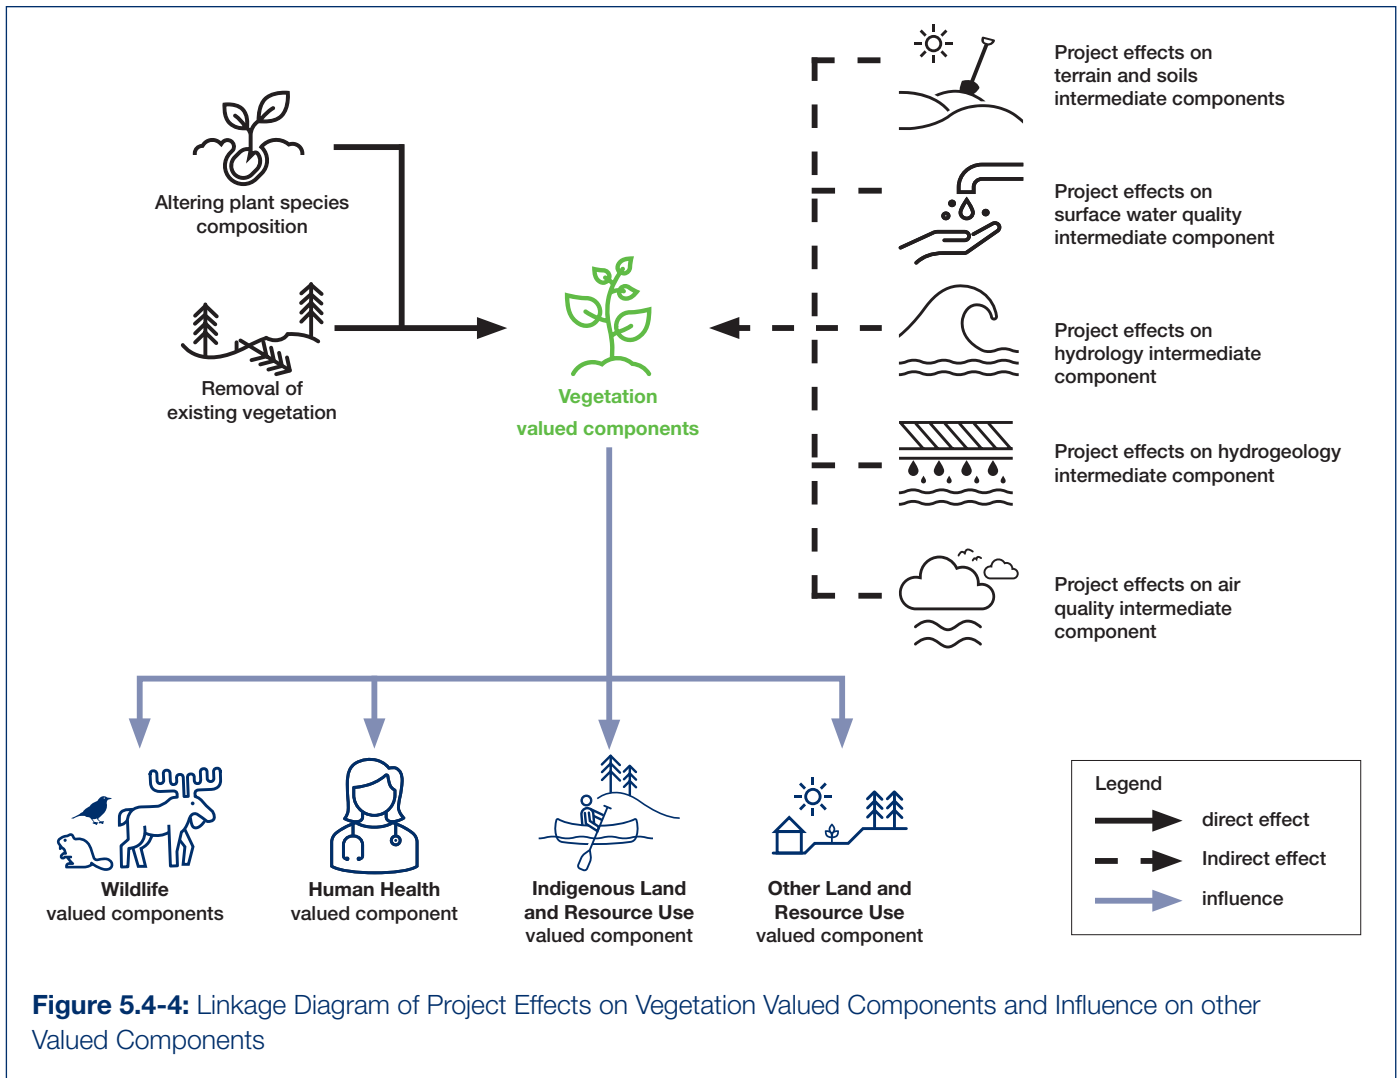 Altering plant species
composition
Removal of
existing vegetation
Vegetation
valued components
Project effects on
terrain and soils
intermediate components
Project effects on
surface water quality
intermediate component
Project effects on
hydrology intermediate
component
Project effects on hydrogeology
intermediate component
Project effects on air
quality intermediate
component
Wildlife
valued components
Human Health
valued component
Indigenous Land
and Resource Use
valued component
Other Land and
Resource Use
valued component
Legend
direct effect
Indirect effect
influence
Figure 5.4-4: Linkage Diagram of Project Effects on Vegetation Valued Components and Influence on other
Valued Components